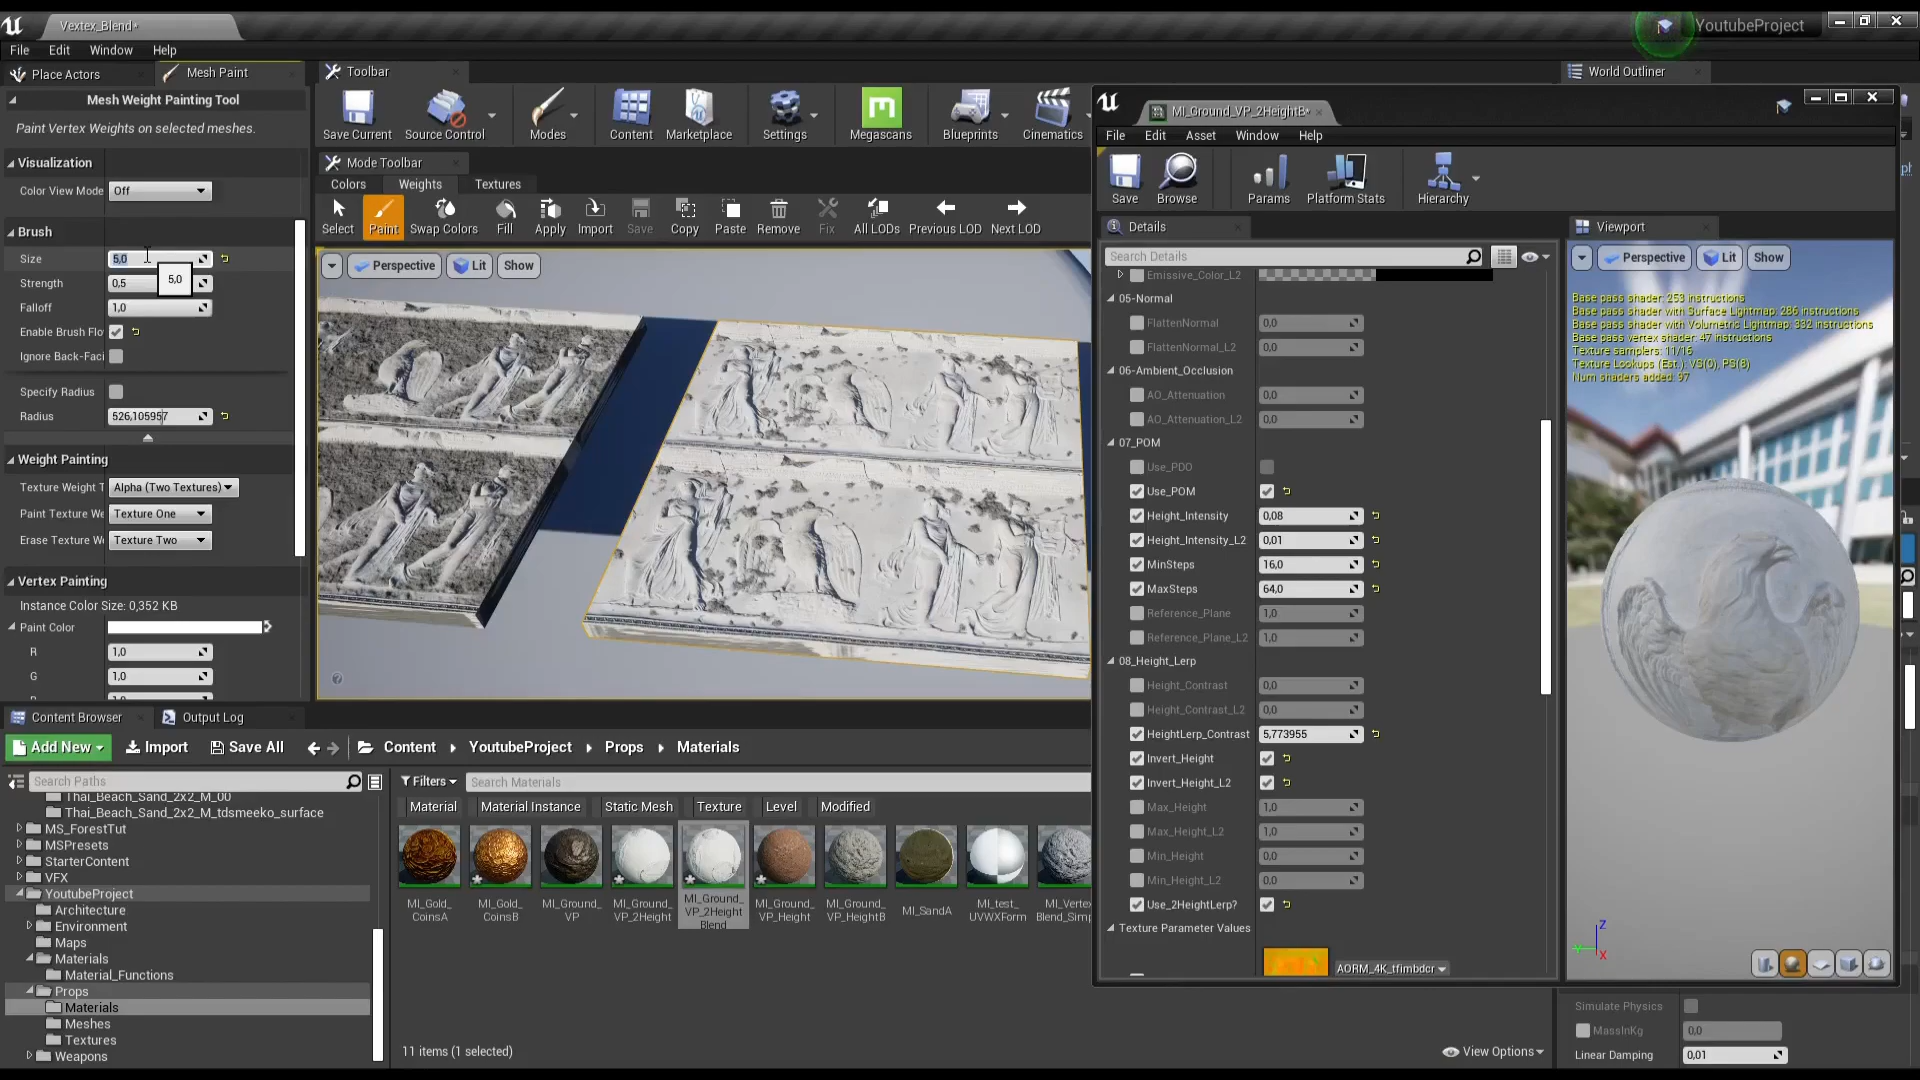 Vextex_Blend*
YoutubeProject
File Edit Window Help
Place Actors
Mesh Paint
Toolbar
World Outliner
Mesh Weight Painting Tool
Paint Vertex Weights on selected meshes.
Save Current
Source Control
Modes
Content
Marketplace
Settings
Megascans
Blueprints
Cinematics
Mode Toolbar
Colors
Weights
Textures
Select
Paint
Swap Colors
Fill
Apply
Import
Save
Copy
Paste
Remove
Fix
All LODs
Previous LOD
Next LOD
Visualization
Color View Mode Off
Brush
Size 5,0
5,0
Strength 0,5
Falloff 1,0
Enable Brush Flo
Ignore Back-Faci
Specify Radius
Radius 526,105957
Weight Painting
Texture Weight T Alpha (Two Textures)
Paint Texture We Texture One
Erase Texture W Texture Two
Vertex Painting
Instance Color Size: 0,352 KB
Paint Color
R 1,0
G 1,0
Perspective
Lit
Show
MI_Ground_VP_2HeightB*
File Edit Asset Window Help
Save
Browse
Params
Platform Stats
Hierarchy
Details
Search Details
Emissive_Color_L2
05-Normal
FlattenNormal 0,0
FlattenNormal_L2 0,0
06-Ambient_Occlusion
AO_Attenuation 0,0
AO_Attenuation_L2 0,0
07_POM
Use_PDO
Use_POM
Height_Intensity 0,08
Height_Intensity_L2 0,01
MinSteps 16,0
MaxSteps 64,0
Reference_Plane 1,0
Reference_Plane_L2 1,0
08_Height_Lerp
Height_Contrast 0,0
Height_Contrast_L2 0,0
HeightLerp_Contrast 5,773955
Invert_Height
Invert_Height_L2
Max_Height 1,0
Max_Height_L2 1,0
Min_Height 0,0
Min_Height_L2 0,0
Use_2HeightLerp?
Texture Parameter Values
AORM_4K_tfimbdcr
Viewport
Perspective
Lit
Show
Base pass shader: 253 instructions
Base pass shader with Surface Lightmap: 286 instructions
Base pass shader with Volumetric Lightmap: 332 instructions
Base pass vertex shader: 47 instructions
Texture samplers: 11/16
Texture Lookups (Est.): VS(0), PS(8)
Num shaders added: 97
Z
Y
X
Content Browser
Output Log
Add New
Import
Save All
Content
YoutubeProject
Props
Materials
Search Paths
Filters
Search Materials
Material
Material Instance
Static Mesh
Texture
Level
Modified
Thai_Beach_Sand_2x2_M_00
Thai_Beach_Sand_2x2_M_tdsmeeko_surface
MS_ForestTut
MSPresets
StarterContent
VFX
YoutubeProject
Architecture
Environment
Maps
Materials
Material_Functions
Props
Materials
Meshes
Textures
Weapons
MI_Gold_
CoinsA
MI_Gold_
CoinsB
MI_Ground_
VP
MI_Ground_
VP_2Height
MI_Ground_
VP_2Height
Blend
MI_Ground_
VP_Height
MI_Ground_
VP_HeightB
MI_SandA
MI_test_
UVWXForm
MI_Vertex
Blend_Simp
11 items (1 selected)
View Options
Simulate Physics
MassInKg 0,0
Linear Damping 0,01